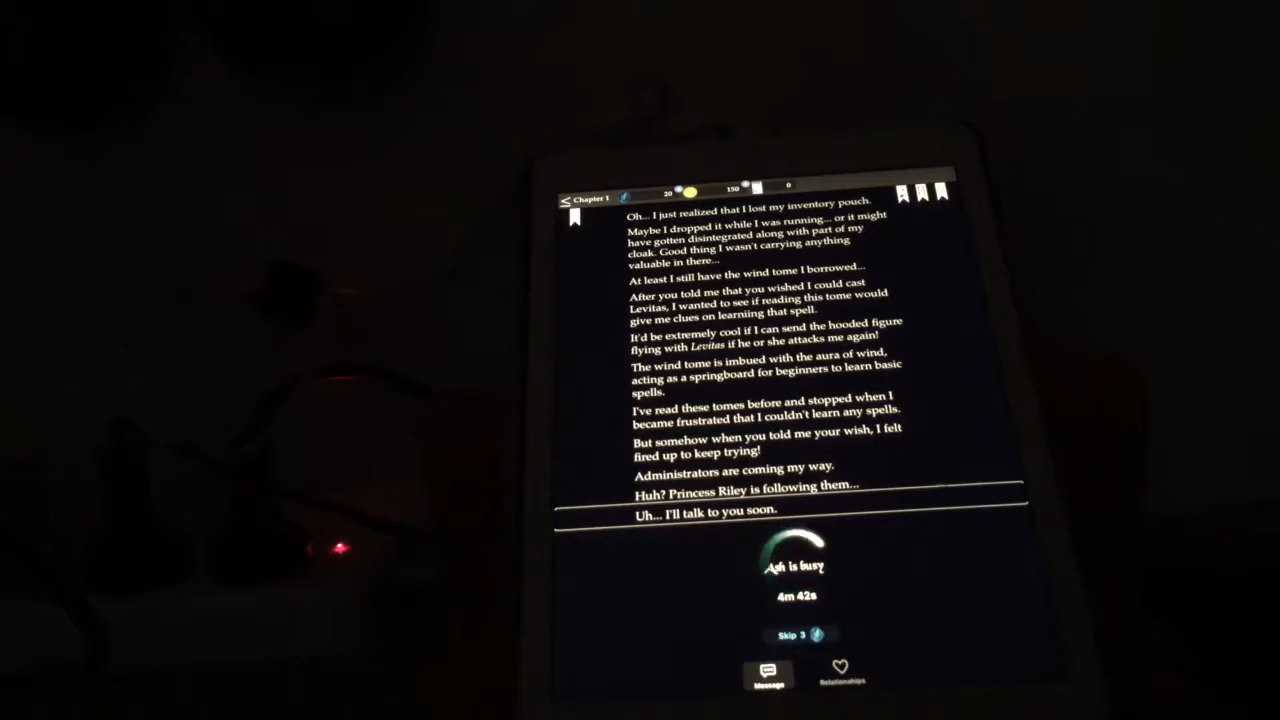 < Chapter 1 20 150 0
Oh... I just realized that I lost my inventory pouch.
Maybe I dropped it while I was running... or it might
have gotten disintegrated along with part of my
cloak. Good thing I wasn't carrying anything
valuable in there...
At least I still have the wind tome I borrowed...
After you told me that you wished I could cast
Levitas, I wanted to see if reading this tome would
give me clues on learniing that spell.
It'd be extremely cool if I can send the hooded figure
flying with Levitas if he or she attacks me again!
The wind tome is imbued with the aura of wind,
acting as a springboard for beginners to learn basic
spells.
I've read these tomes before and stopped when I
became frustrated that I couldn't learn any spells.
But somehow when you told me your wish, I felt
fired up to keep trying!
Administrators are coming my way.
Huh? Princess Riley is following them...
Uh... I'll talk to you soon.
Ash is busy
4m 42s
Skip 3
Message Relationships